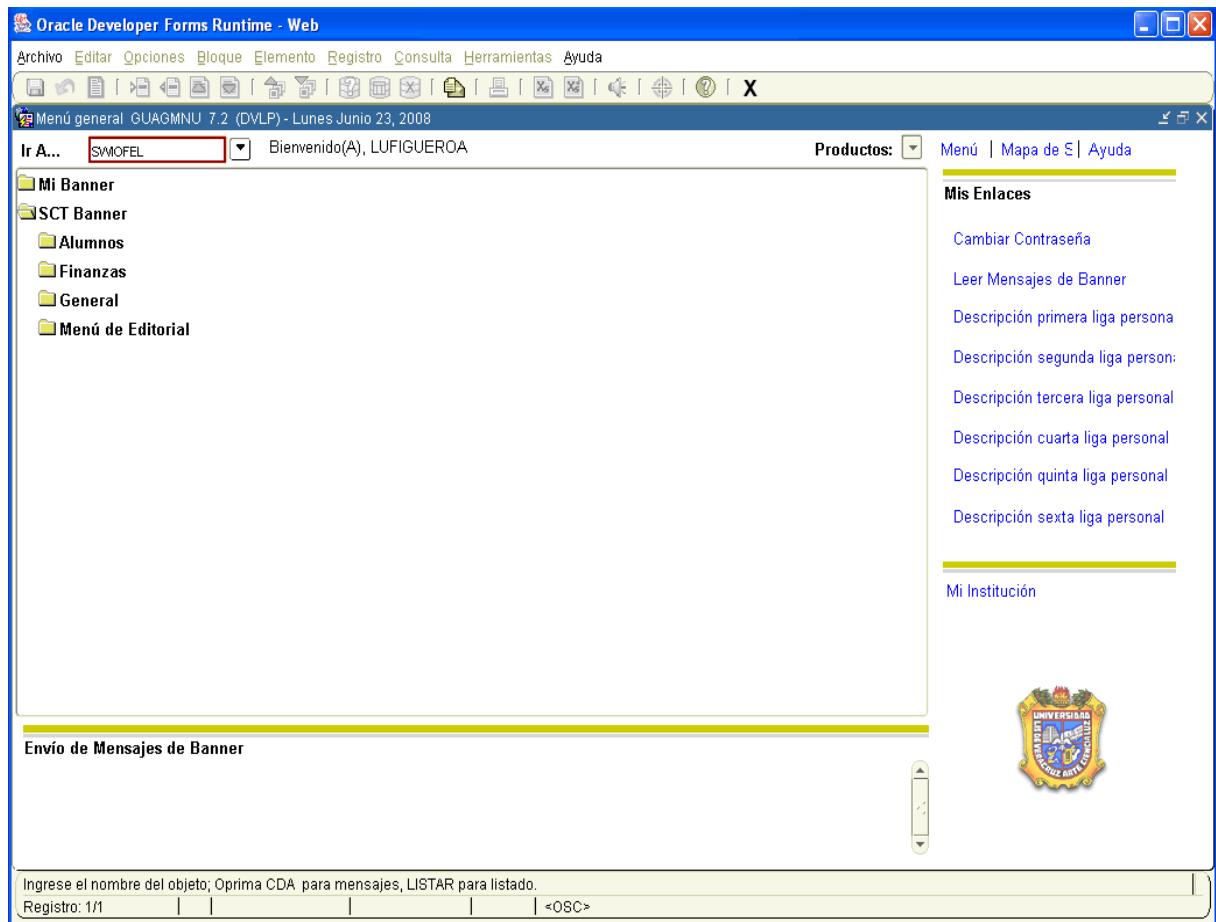 Oracle Developer Forms Runtime - Web
Archivo Editar Opciones Bloque Elemento Registro Consulta Herramientas Ayuda
X
Menú general GUAGMNU 7.2 (DVLP) - Lunes Junio 23, 2008
Ir A... SWIOFEL Bienvenido(A), LUFIGUEROA Productos: Menú | Mapa de S | Ayuda
Mi Banner
SCT Banner
Alumnos
Finanzas
General
Menú de Editorial
Mis Enlaces
Cambiar Contraseña
Leer Mensajes de Banner
Descripción primera liga persona
Descripción segunda liga person
Descripción tercera liga personal
Descripción cuarta liga personal
Descripción quinta liga personal
Descripción sexta liga personal
Mi Institución
UNIVERSIDAD
Envío de Mensajes de Banner
Ingrese el nombre del objeto; Oprima CDA para mensajes, LISTAR para listado.
Registro: 1/1 <OSC>